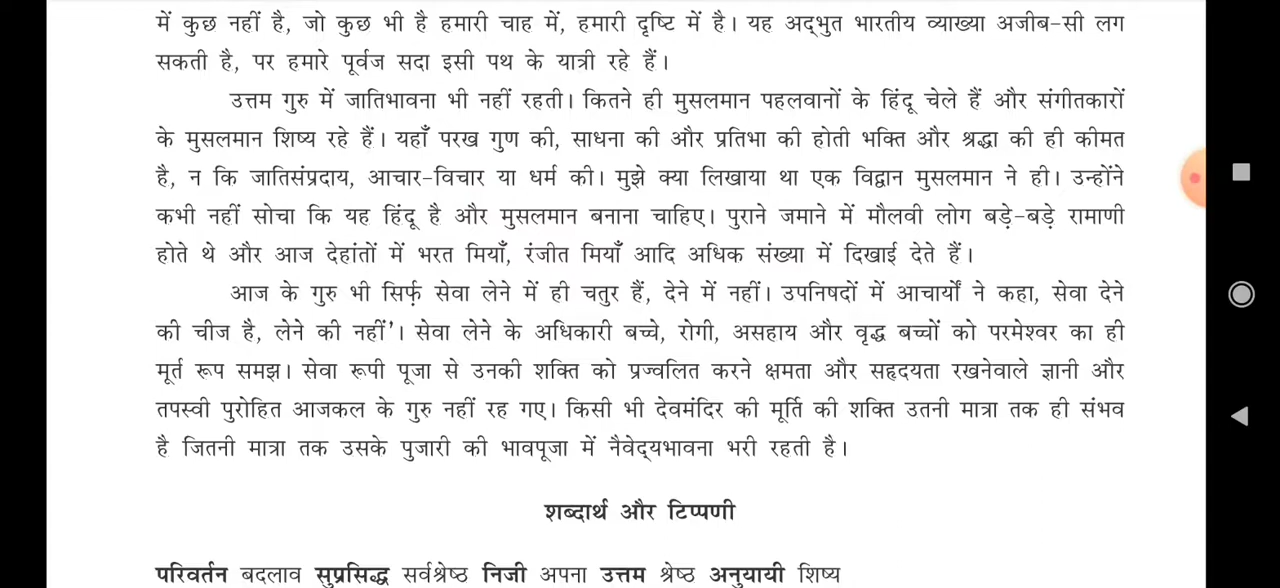 में कुछ नहीं है, जो कुछ भी है हमारी चाह में, हमारी दृष्टि में है। यह अद्‌भुत भारतीय व्याख्या अजीब-सी लग
सकती है, पर हमारे पूर्वज सदा इसी पथ के यात्री रहे हैं।
उत्तम गुरु में जातिभावना भी नहीं रहती। कितने ही मुसलमान पहलवानों के हिंदू चेले हैं और संगीतकारों
के मुसलमान शिष्य रहे हैं। यहाँ परख गुण की, साधना की और प्रतिभा की होती भक्ति और श्रद्धा की ही कीमत
है, न कि जातिसंप्रदाय, आचार-विचार या धर्म की। मुझे क्या लिखाया था एक विद्वान मुसलमान ने ही। उन्होंने
कभी नहीं सोचा कि यह हिंदू है और मुसलमान बनाना चाहिए। पुराने जमाने में मौलवी लोग बड़े-बड़े रामाणी
होते थे और आज देहांतों में भरत मियाँ, रंजीत मियाँ आदि अधिक संख्या में दिखाई देते हैं।
आज के गुरु भी सिर्फ़ सेवा लेने में ही चतुर हैं, देने में नहीं। उपनिषदों में आचार्यों ने कहा, सेवा देने
की चीज है, लेने की नहीं’। सेवा लेने के अधिकारी बच्चे, रोगी, असहाय और वृद्ध बच्चों को परमेश्वर का ही
मूर्त रूप समझ। सेवा रूपी पूजा से उनकी शक्ति को प्रज्वलित करने क्षमता और सहृदयता रखनेवाले ज्ञानी और
तपस्वी पुरोहित आजकल के गुरु नहीं रह गए। किसी भी देवमंदिर की मूर्ति की शक्ति उतनी मात्रा तक ही संभव
है जितनी मात्रा तक उसके पुजारी की भावपूजा में नैवेद्‌यभावना भरी रहती है।
शब्दार्थ और टिप्पणी
परिवर्तन बदलाव सुप्रसिद्ध सर्वश्रेष्ठ निजी अपना उत्तम श्रेष्ठ अनुयायी शिष्य